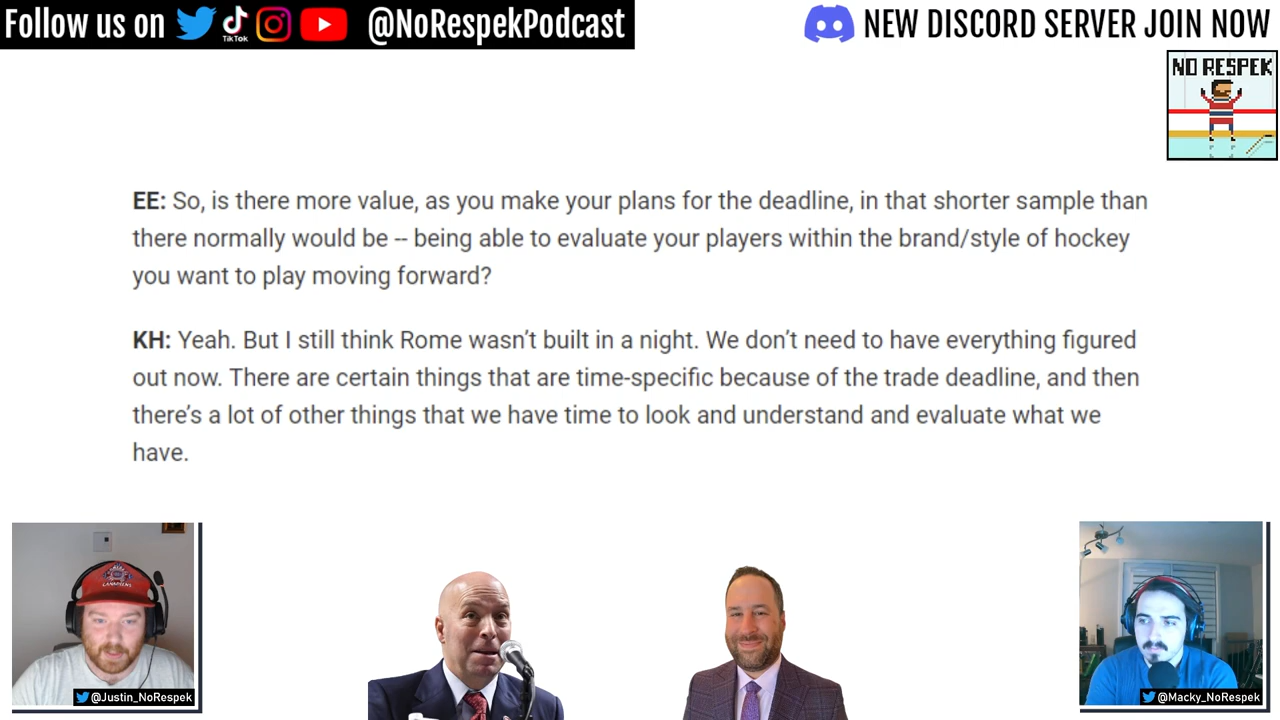 Follow us on @NoRespekPodcast
TikTok
NEW DISCORD SERVER JOIN NOW
NO RESPEK
EE: So, is there more value, as you make your plans for the deadline, in that shorter sample than
there normally would be -- being able to evaluate your players within the brand/style of hockey
you want to play moving forward?
KH: Yeah. But I still think Rome wasn’t built in a night. We don’t need to have everything figured
out now. There are certain things that are time-specific because of the trade deadline, and then
there’s a lot of other things that we have time to look and understand and evaluate what we
have.
CANADIENS
@Justin_NoRespek
@Macky_NoRespek